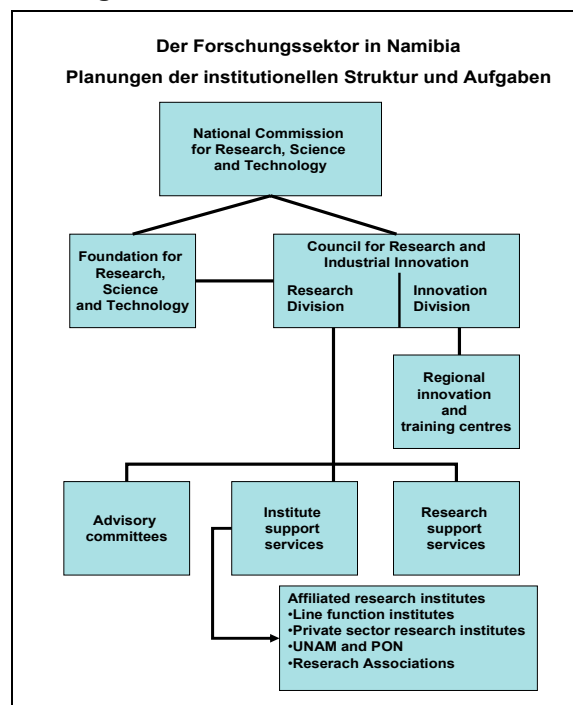 Der Forschungssektor in Namibia
Planungen der institutionellen Struktur und Aufgaben
National Commission
for Research, Science
and Technology
Foundation for
Research,
Science
and Technology
Council for Research and
Industrial Innovation
Research
Division
Innovation
Division
Regional
innovation
and
training centres
Advisory
committees
Institute
support
services
Research
support
services
Affiliated research institutes
•Line function institutes
•Private sector research institutes
•UNAM and PON
•Reserach Associations